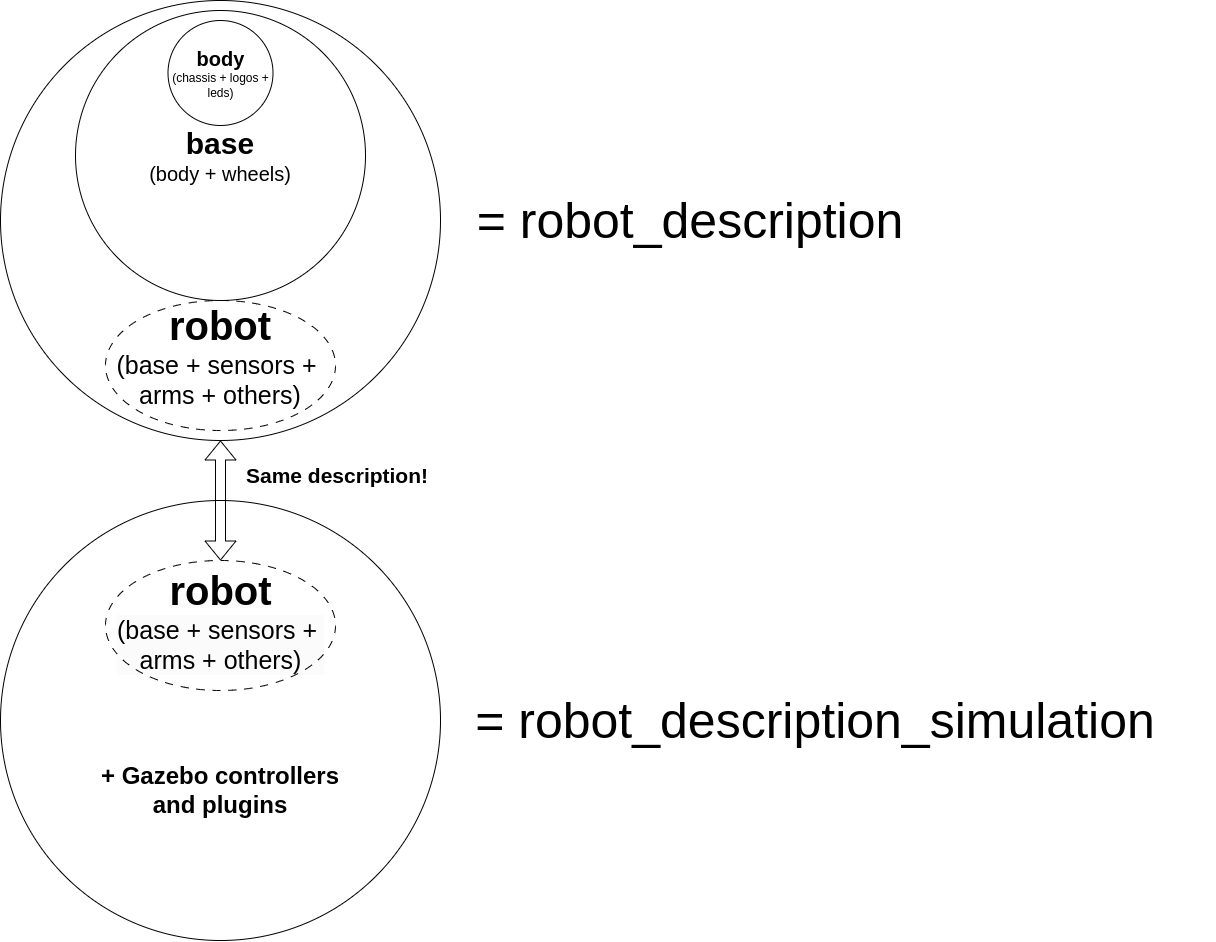 body
(chassis + logos +
leds)
base
(body + wheels)
= robot_description
robot
(base + sensors +
arms + others)
Same description!
robot
(base + sensors +
arms + others)
= robot_description_simulation
+ Gazebo controllers
and plugins